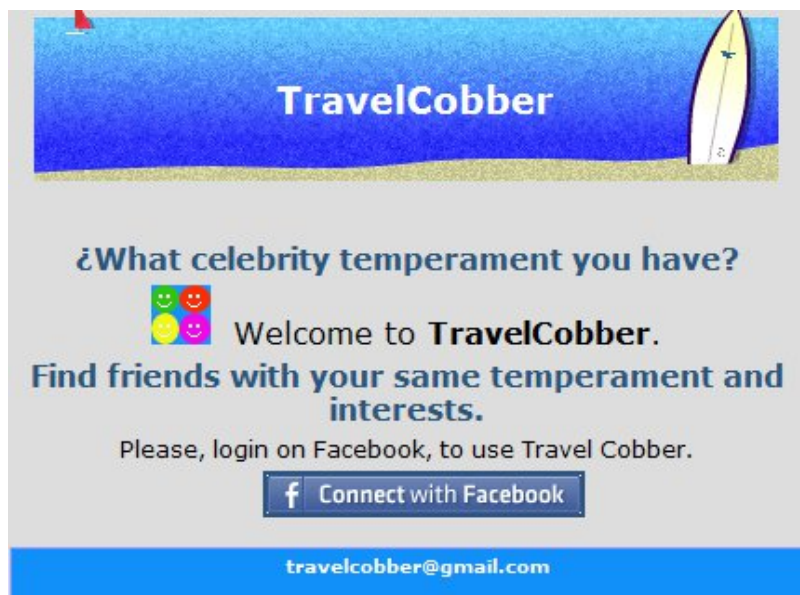 TravelCobber
¿What celebrity temperament you have?
Welcome to TravelCobber.
Find friends with your same temperament and
interests.
Please, login on Facebook, to use Travel Cobber.
f Connect with Facebook
travelcobber@gmail.com